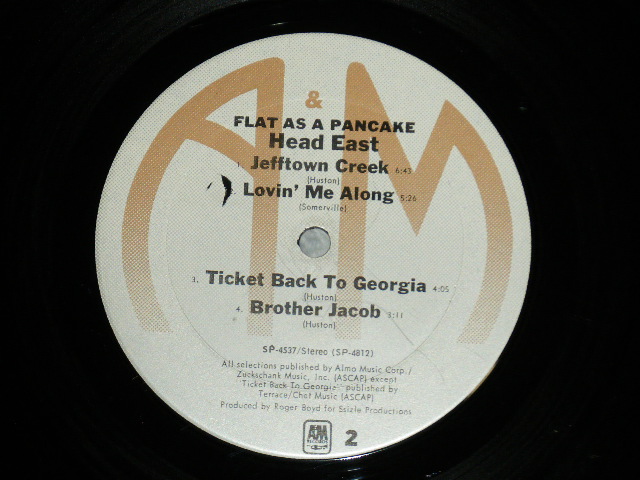 A&M
FLAT AS A PANCAKE
Head East
1. Jefftown Creek 6:43
(Huston)
Lovin' Me Along 5:26
(Somerville)
3. Ticket Back To Georgia 4:05
(Huston)
4. Brother Jacob 3:11
(Huston)
SP-4537/Stereo (SP-4812)
All selections published by Almo Music Corp./
Zuckschank Music, Inc. (ASCAP) except
"Ticket Back To Georgia" published by
Terrace/Chet Music (ASCAP)
Produced by Roger Boyd for Ssizle Productions
A&M RECORDS 2